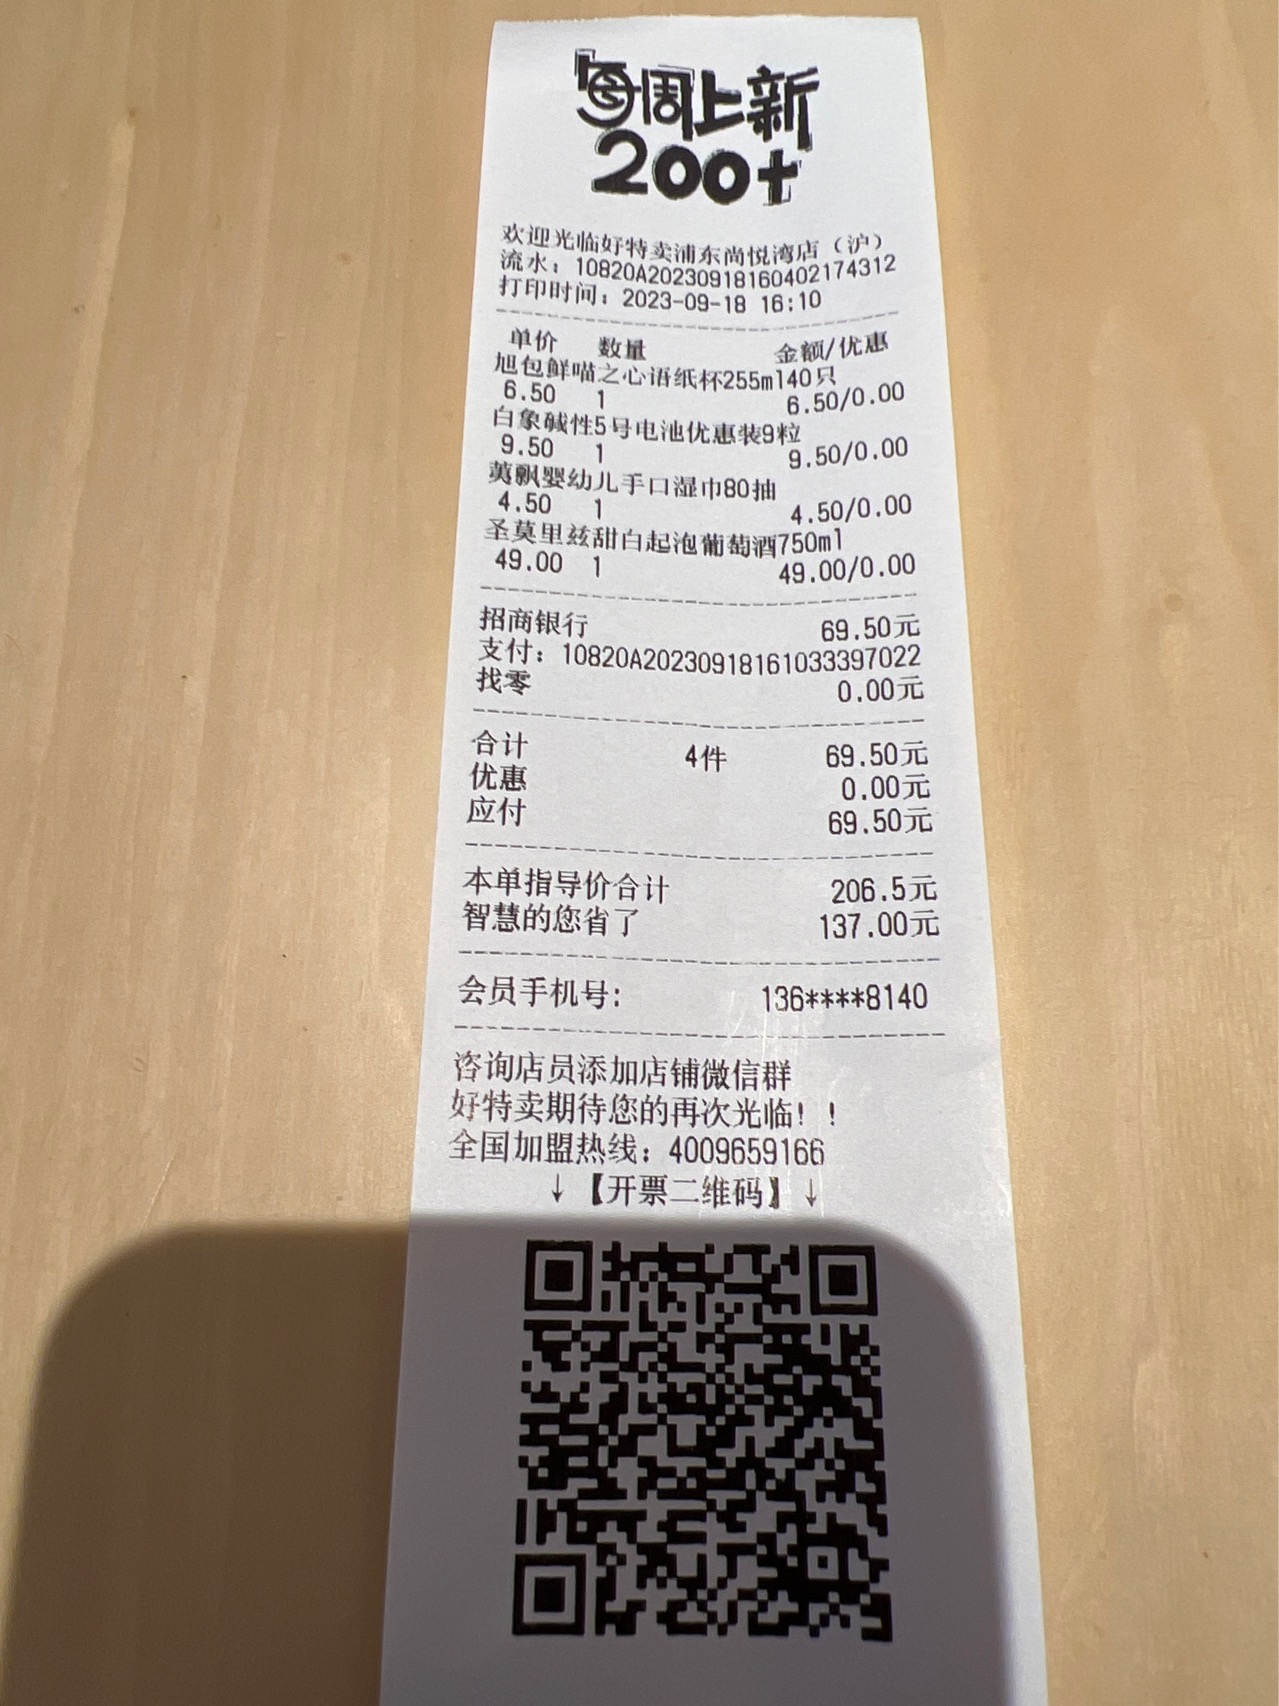 每周上新
200+
欢迎光临好特卖浦东尚悦湾店（沪）
流水：10820A20230918160402174312
打印时间：2023-09-18 16:10
单价 数量 金额/优惠
旭包鲜喵之心语纸杯255ml40只
6.50 1 6.50/0.00
白象碱性5号电池优惠装9粒
9.50 1 9.50/0.00
萸飘婴幼儿手口湿巾80抽
4.50 1 4.50/0.00
圣莫里兹甜白起泡葡萄酒750ml
49.00 1 49.00/0.00
招商银行 69.50元
支付：10820A20230918161033397022
找零 0.00元
合计 4件 69.50元
优惠 0.00元
应付 69.50元
本单指导价合计 206.5元
智慧的您省了 137.00元
会员手机号: 136****8140
咨询店员添加店铺微信群
好特卖期待您的再次光临！！
全国加盟热线：4009659166
↓【开票二维码】↓